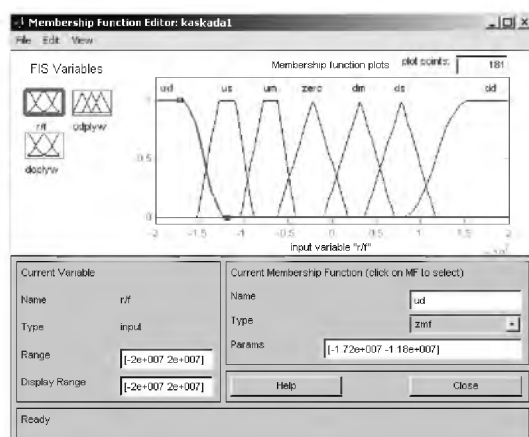 Membership Function Editor: kaskada1
File Edit View
FIS Variables
r/f
odplyw
doplyw
Membership function plots
plot points:
181
ud us um zero dm ds dd
1
0.5
0
-2 -1.5 -1 -0.5 0 0.5 1 1.5 2
input variable "r/f"
Current Variable
Name r/f
Type input
Range [-2e+007 2e+007]
Display Range [-2e+007 2e+007]
Current Membership Function (click on MF to select)
Name ud
Type zmf
Params [-1.72e+007 -1.18e+007]
Help Close
Ready